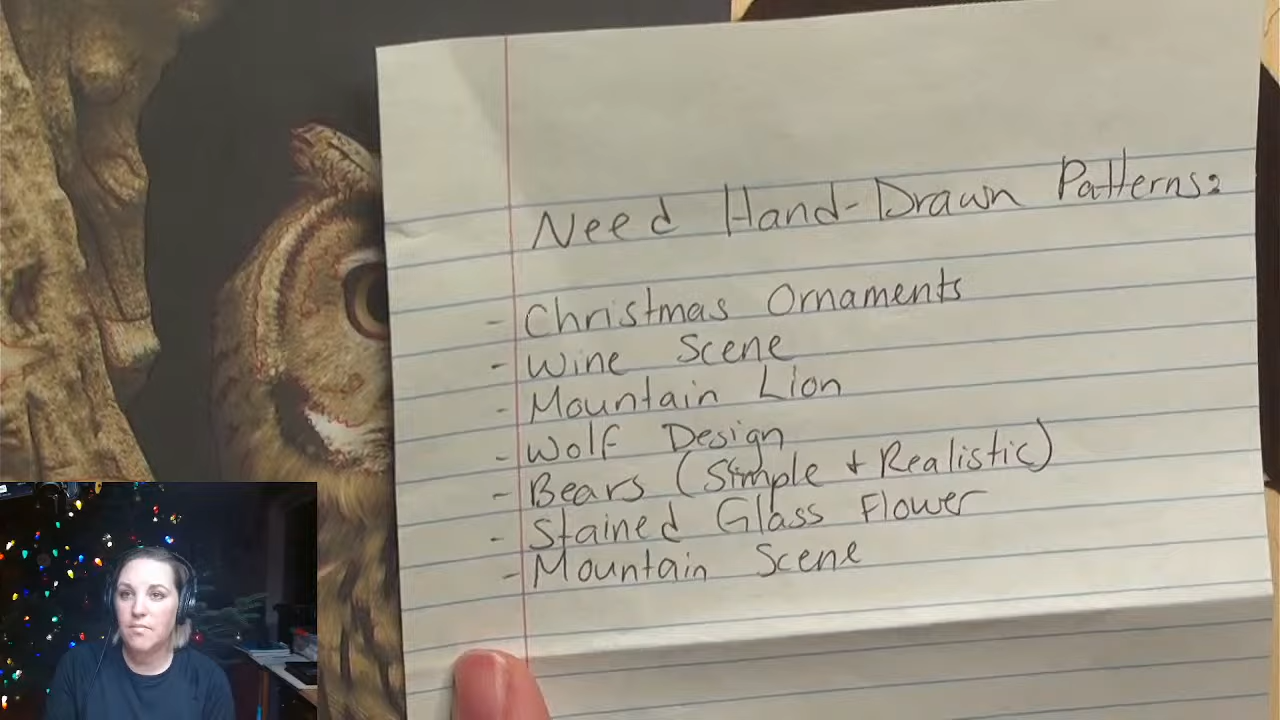 Need Hand-Drawn Patterns:
- Christmas Ornaments
- Wine Scene
- Mountain Lion
- Wolf Design
- Bears (Simple + Realistic)
- Stained Glass Flower
- Mountain Scene